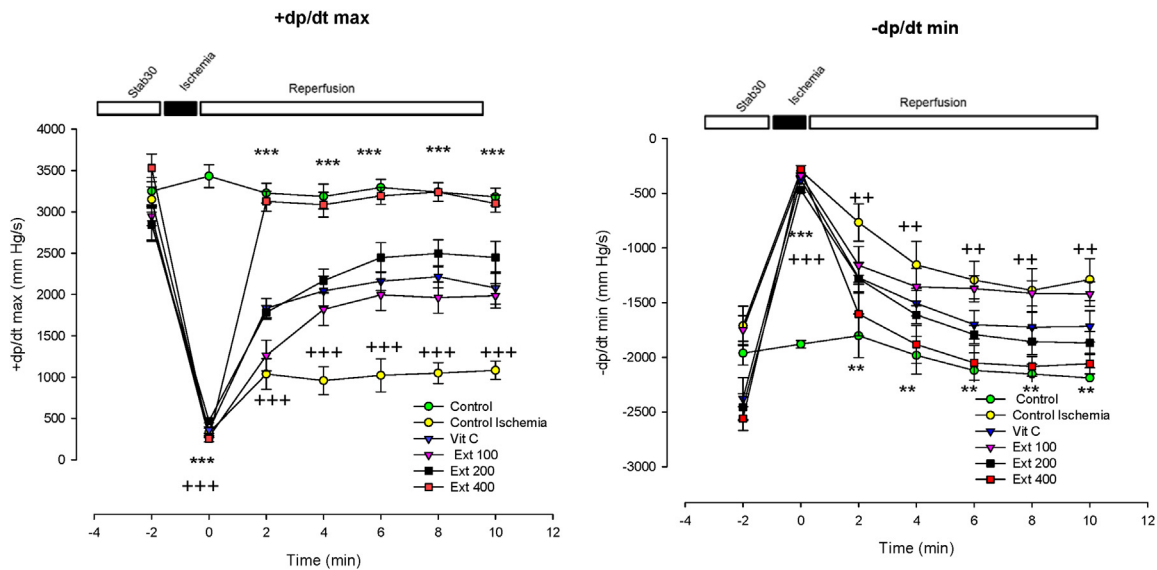 +dp/dt max
Stab30
Ischemia
Reperfusion
4000
3500
3000
2500
2000
1500
1000
500
0
+dp/dt max (mm Hg/s)
*** *** *** *** ***
+++ +++ +++ +++
+++
***
+++
Control
Control Ischemia
Vit C
Ext 100
Ext 200
Ext 400
-4 -2 0 2 4 6 8 10 12
Time (min)
-dp/dt min
Stab30
Ischemia
Reperfusion
0
-500
-1000
-1500
-2000
-2500
-3000
-dp/dt min (mm Hg/s)
++ ++ ++ ++ ++
***
+++
** ** ** ** **
Control
Control Ischemia
Vit C
Ext 100
Ext 200
Ext 400
-4 -2 0 2 4 6 8 10 12
Time (min)